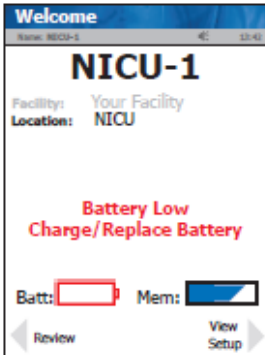 Welcome
Name: NICU-1 13:42
NICU-1
Facility: Your Facility
Location: NICU
Battery Low
Charge/Replace Battery
Batt: Mem:
Review View
Setup